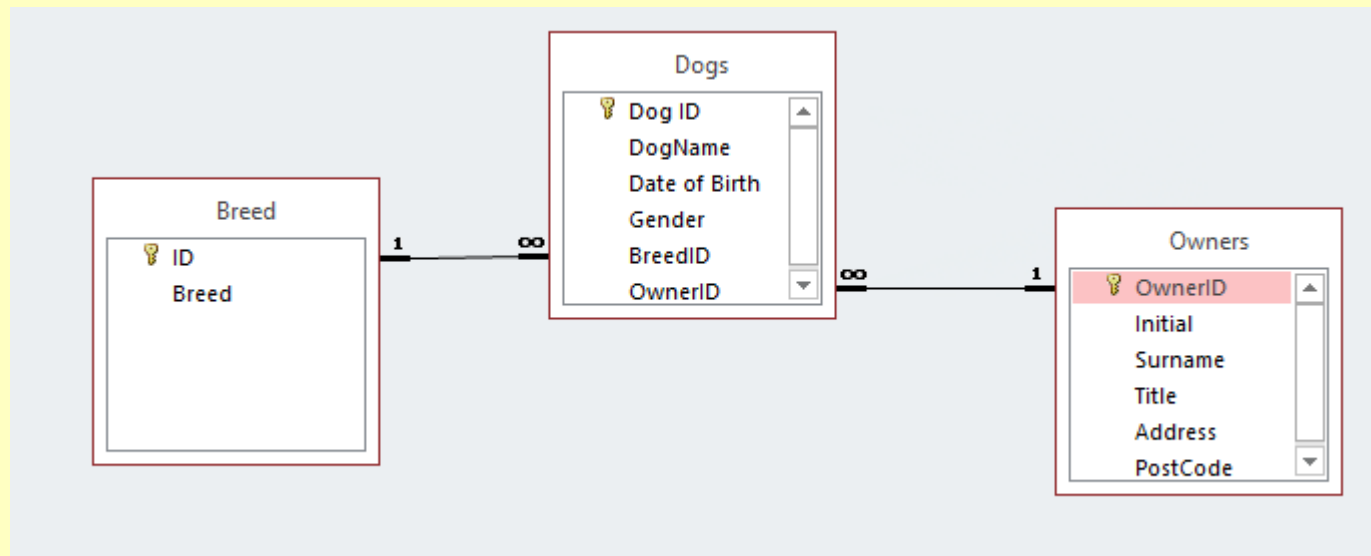 Breed
ID
Breed
1
∞
Dogs
Dog ID
DogName
Date of Birth
Gender
BreedID
OwnerID
∞
1
Owners
OwnerID
Initial
Surname
Title
Address
PostCode